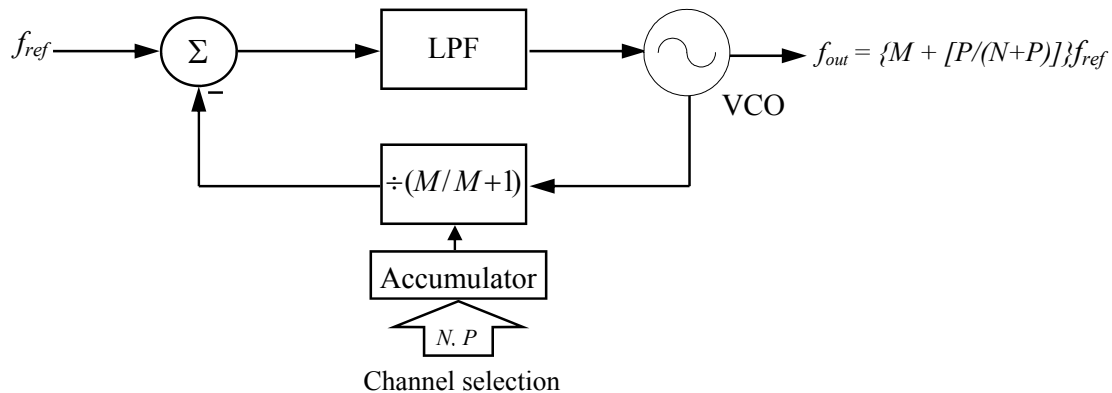 f_ref
Σ
LPF
f_out = {M + [P/(N+P)]}f_ref
−
VCO
÷(M/M+1)
Accumulator
N. P
Channel selection